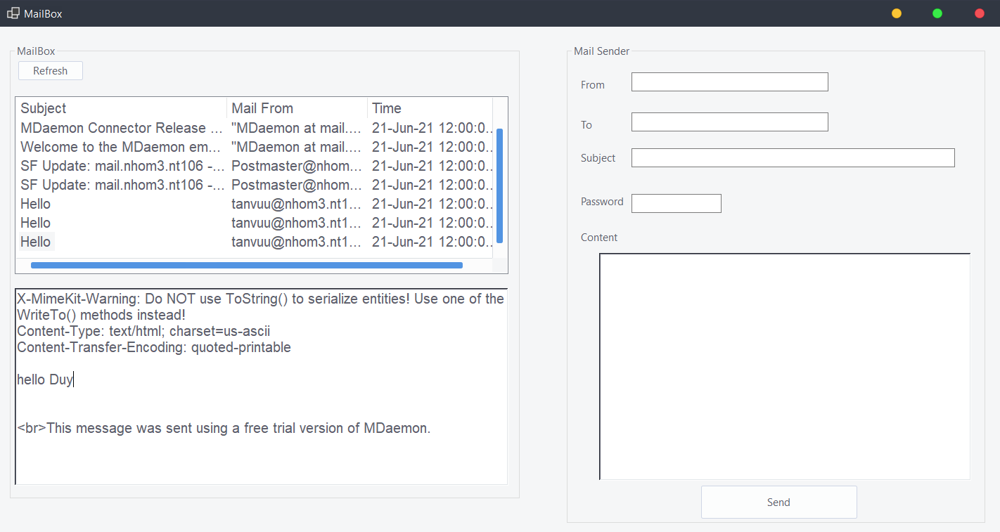 MailBox
MailBox
Refresh
Subject Mail From Time
MDaemon Connector Release ... "MDaemon at mail.... 21-Jun-21 12:00:0...
Welcome to the MDaemon em... "MDaemon at mail.... 21-Jun-21 12:00:0...
SF Update: mail.nhom3.nt106 -... Postmaster@nhom... 21-Jun-21 12:00:0...
SF Update: mail.nhom3.nt106 -... Postmaster@nhom... 21-Jun-21 12:00:0...
Hello tanvuu@nhom3.nt1... 21-Jun-21 12:00:0...
Hello tanvuu@nhom3.nt1... 21-Jun-21 12:00:0...
Hello tanvuu@nhom3.nt1... 21-Jun-21 12:00:0...
X-MimeKit-Warning: Do NOT use ToString() to serialize entities! Use one of the
WriteTo() methods instead!
Content-Type: text/html; charset=us-ascii
Content-Transfer-Encoding: quoted-printable
hello Duy
<br>This message was sent using a free trial version of MDaemon.
Mail Sender
From
To
Subject
Password
Content
Send